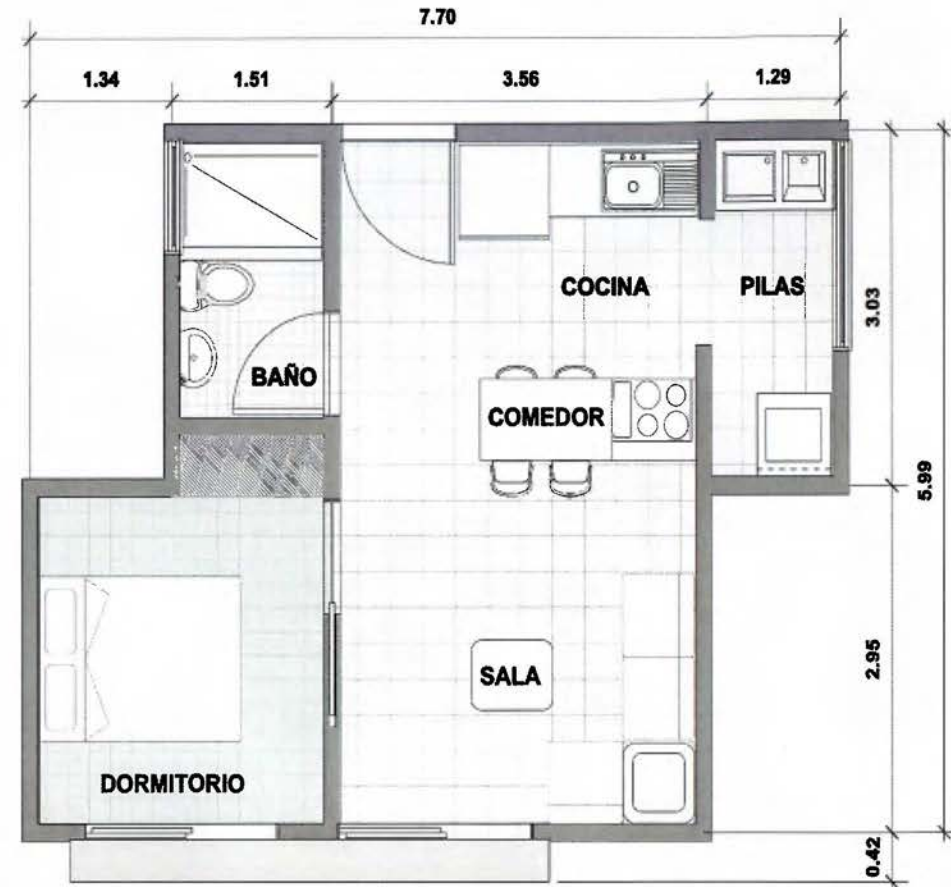 7.70
1.34
1.51
3.56
1.29
COCINA
PILAS
3.03
BAÑO
COMEDOR
5.99
2.95
SALA
DORMITORIO
0.42